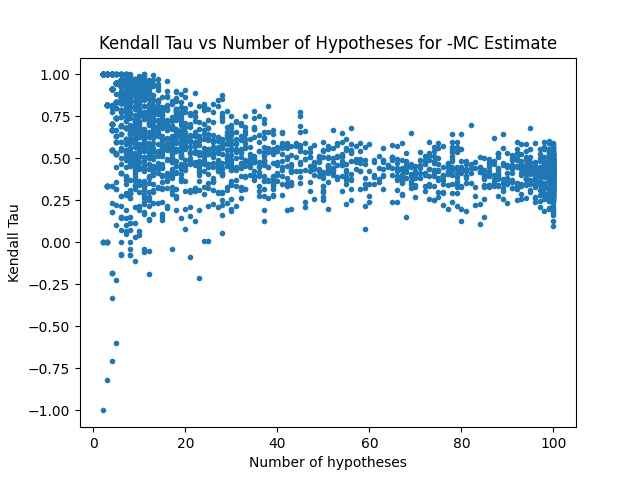 Kendall Tau vs Number of Hypotheses for -MC Estimate
1.00
0.75
0.50
0.25
0.00
−0.25
−0.50
−0.75
−1.00
Kendall Tau
0 20 40 60 80 100
Number of hypotheses